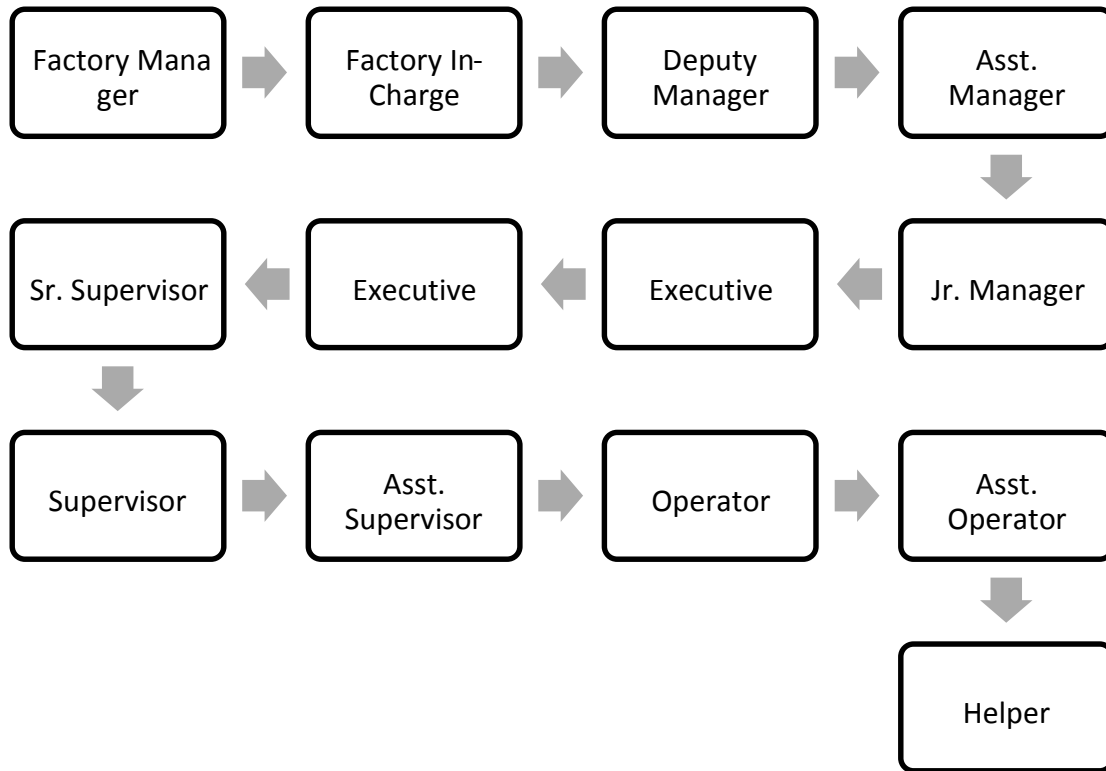 Factory Mana
ger
Factory In-
Charge
Deputy
Manager
Asst.
Manager
Sr. Supervisor
Executive
Executive
Jr. Manager
Supervisor
Asst.
Supervisor
Operator
Asst.
Operator
Helper